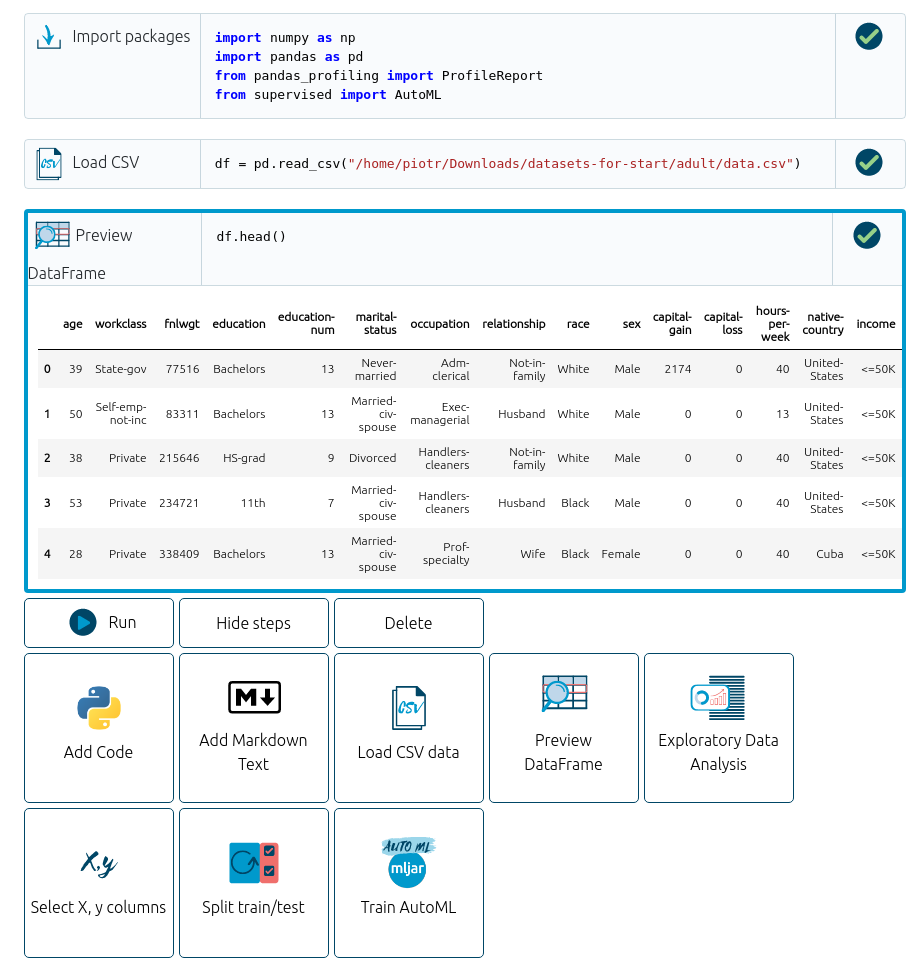 Import packages
import numpy as np
import pandas as pd
from pandas_profiling import ProfileReport
from supervised import AutoML
CSV
Load CSV
df = pd.read_csv("/home/piotr/Downloads/datasets-for-start/adult/data.csv")
Preview
DataFrame
df.head()
age workclass fnlwgt education education-num marital-status occupation relationship race sex capital-gain capital-loss hours-per-week native-country income
0 39 State-gov 77516 Bachelors 13 Never-married Adm-clerical Not-in-family White Male 2174 0 40 United-States <=50K
1 50 Self-emp-not-inc 83311 Bachelors 13 Married-civ-spouse Exec-managerial Husband White Male 0 0 13 United-States <=50K
2 38 Private 215646 HS-grad 9 Divorced Handlers-cleaners Not-in-family White Male 0 0 40 United-States <=50K
3 53 Private 234721 11th 7 Married-civ-spouse Handlers-cleaners Husband Black Male 0 0 40 United-States <=50K
4 28 Private 338409 Bachelors 13 Married-civ-spouse Prof-specialty Wife Black Female 0 0 40 Cuba <=50K
Run
Hide steps
Delete
Add Code
M
Add Markdown
Text
CSV
Load CSV data
Preview
DataFrame
Exploratory Data
Analysis
X,y
Select X, y columns
Split train/test
AUTO ML
mljar
Train AutoML